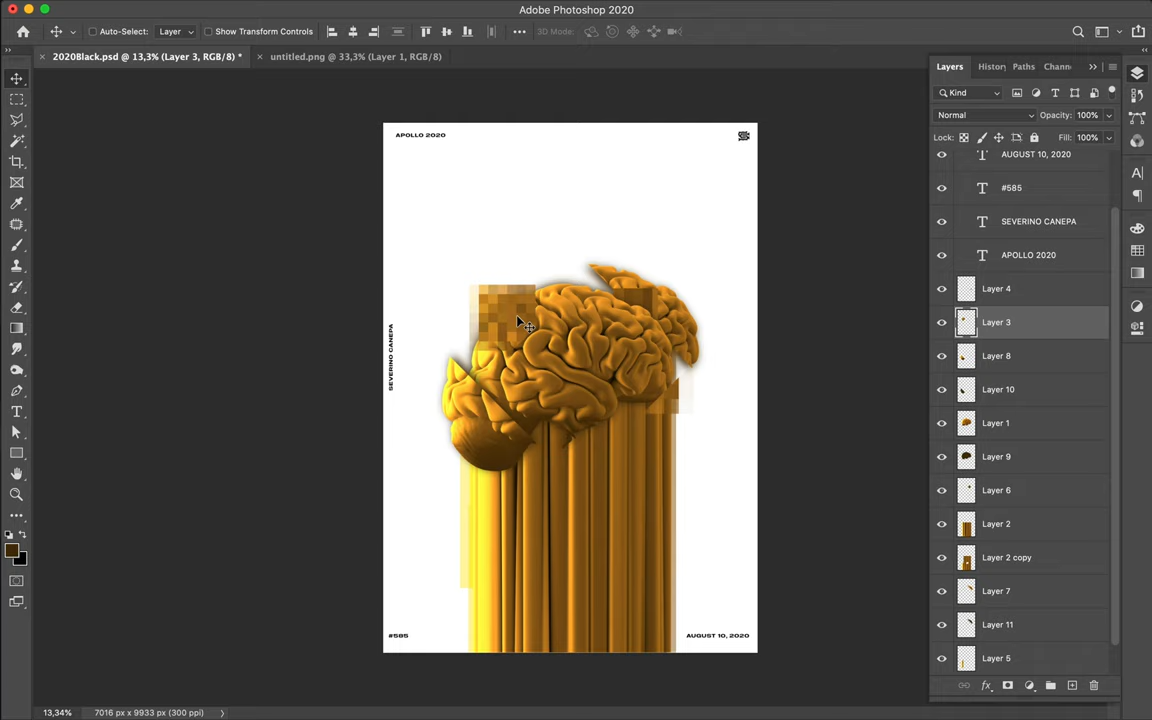 Adobe Photoshop 2020
Auto-Select: Layer Show Transform Controls 3D Mode:
2020Black.psd @ 13,3% (Layer 3, RGB/8) * untitled.png @ 33,3% (Layer 1, RGB/8)
Layers History Paths Chann
Kind
Normal Opacity: 100%
Lock: Fill: 100%
AUGUST 10, 2020
#585
SEVERINO CANEPA
APOLLO 2020
Layer 4
Layer 3
Layer 8
Layer 10
Layer 1
Layer 9
Layer 6
Layer 2
Layer 2 copy
Layer 7
Layer 11
Layer 5
APOLLO 2020
SEVERINO CANEPA
#585
AUGUST 10, 2020
13,34% 7016 px x 9933 px (300 ppi)